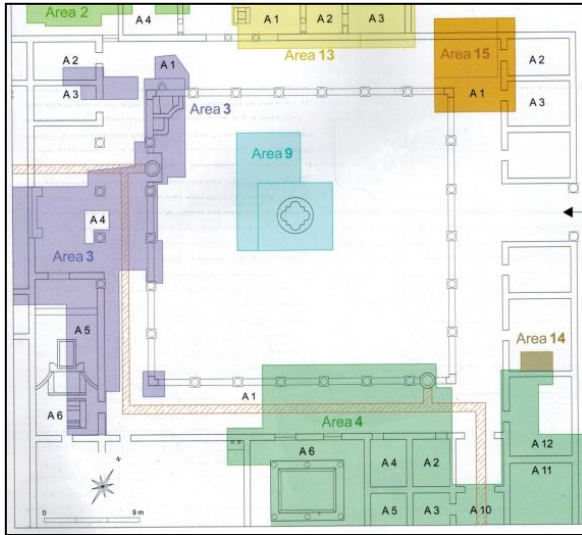 Area 2
A 4
A 1
A 2
A 3
Area 13
Area 15
A 2
A 1
A 2
A 3
A 1
A 3
Area 3
Area 9
A 4
Area 3
A 5
Area 14
A 6
A 1
Area 4
A 6
A 4
A 2
A 12
A 11
A 5
A 3
A 10
N
0
9 m